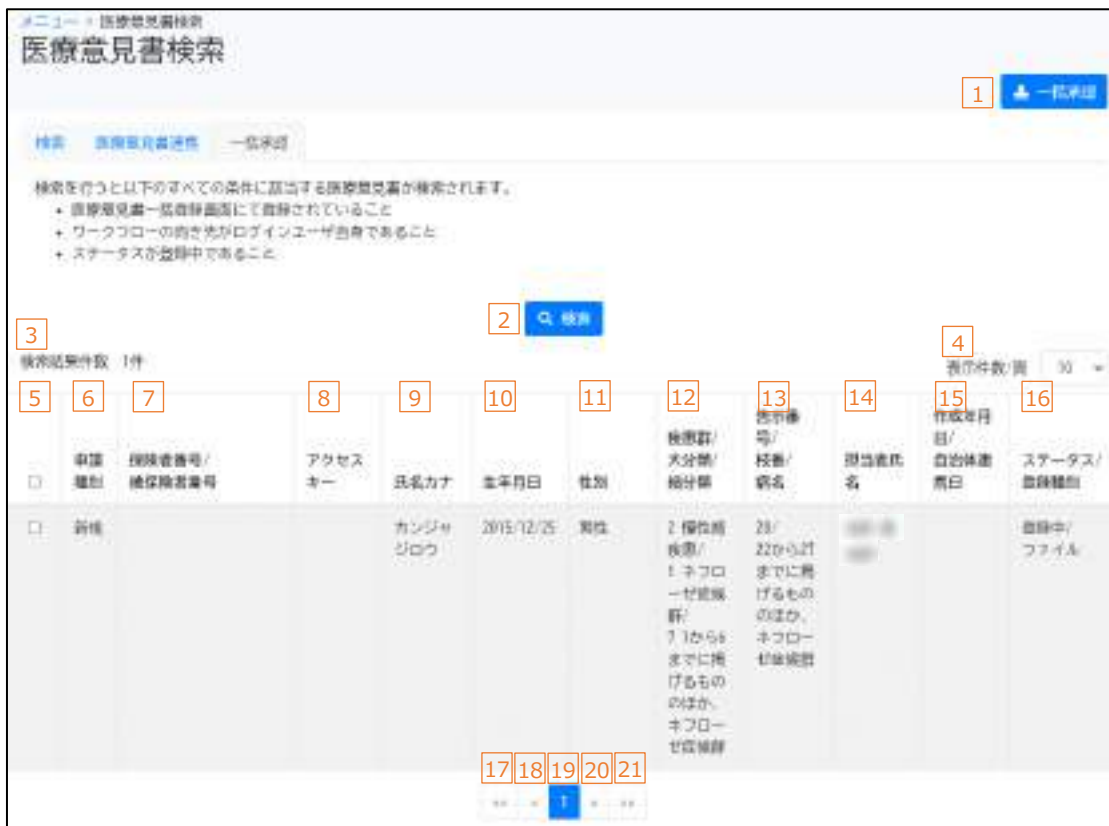 メニュー > 医療意見書検索
医療意見書検索
1
一括承認
検索 医療意見書連携 一括承認
検索を行うと以下のすべての条件に該当する医療意見書が検索されます。
医療意見書一括登録画面にて登録されていること
ワークフローの向き先がログインユーザ自身であること
ステータスが登録中であること
2
検索
3
検索結果件数 1件
4
表示件数/頁 10
5 6 7 8 9 10 11 12 13 14 15 16
申請
種別
保険者番号/
被保険者番号
アクセス
キー
氏名カナ
生年月日
性別
疾患群/
大分類/
細分類
告示番
号/
枝番/
病名
担当者氏
名
作成年月
日/
自治体連
携日
ステータス/
登録種別
新規
カンジャ
ジロウ
2015/12/25
男性
2 慢性腎
疾患/
1 ネフロ
ーゼ症候
群/
7 1から6
までに掲
げるもの
のほか、
ネフロー
ゼ症候群
28/
22から27
までに掲
げるもの
のほか、
ネフロー
ゼ症候群
登録中/
ファイル
17 18 19 20 21
<< < 1 > >>